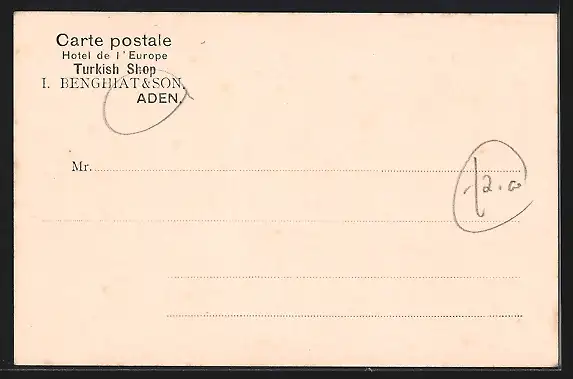 Carte postale
Hotel de l'Europe
Turkish Shop
I. BENGHIAT & SON.
ADEN.
Mr.